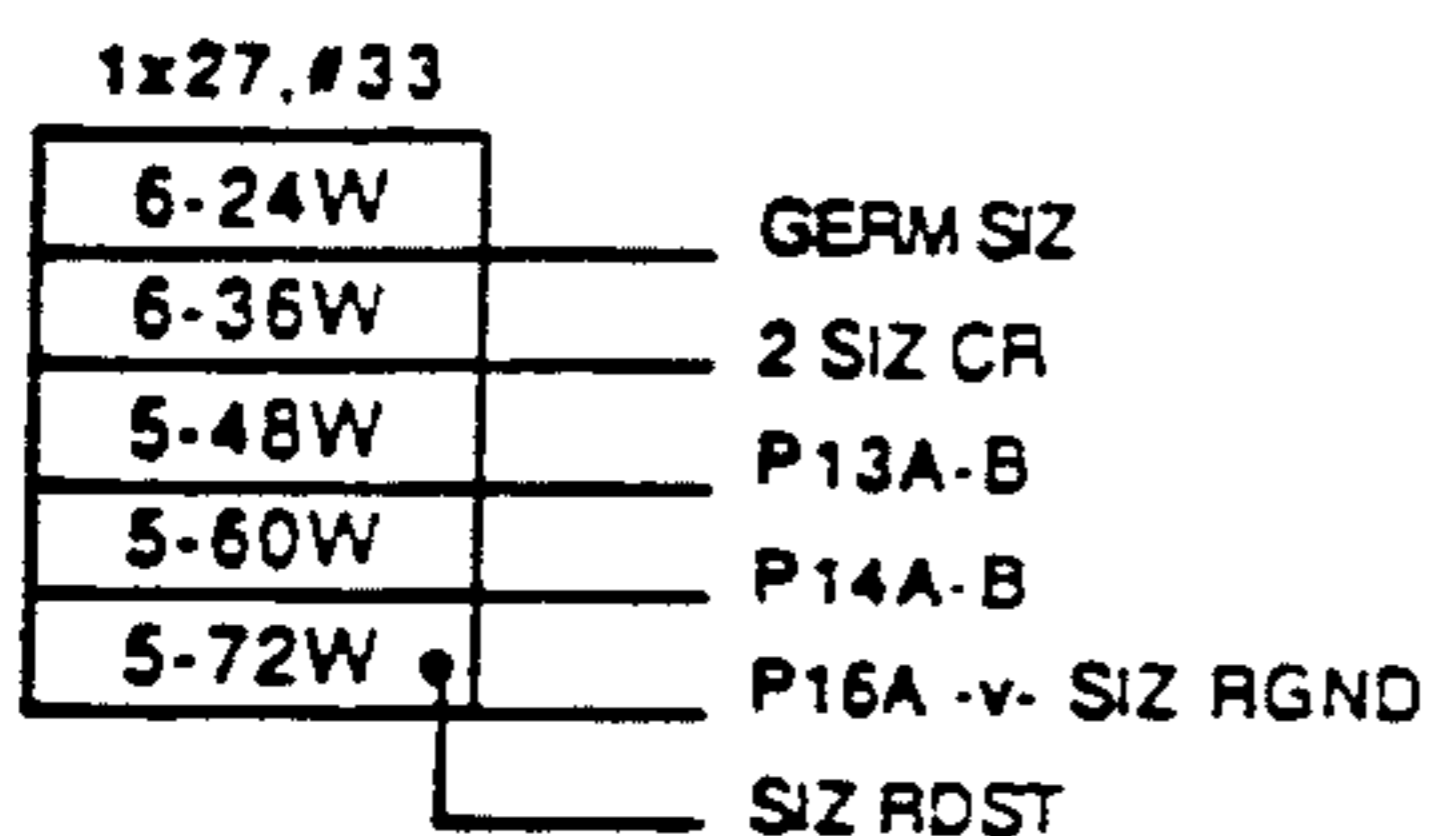 1x27,#33
6-24W
GERM SIZ
6-36W
2 SIZ CR
5-48W
P13A-B
5-60W
P14A-B
5-72W
P16A -v- SIZ RGND
SIZ RDST